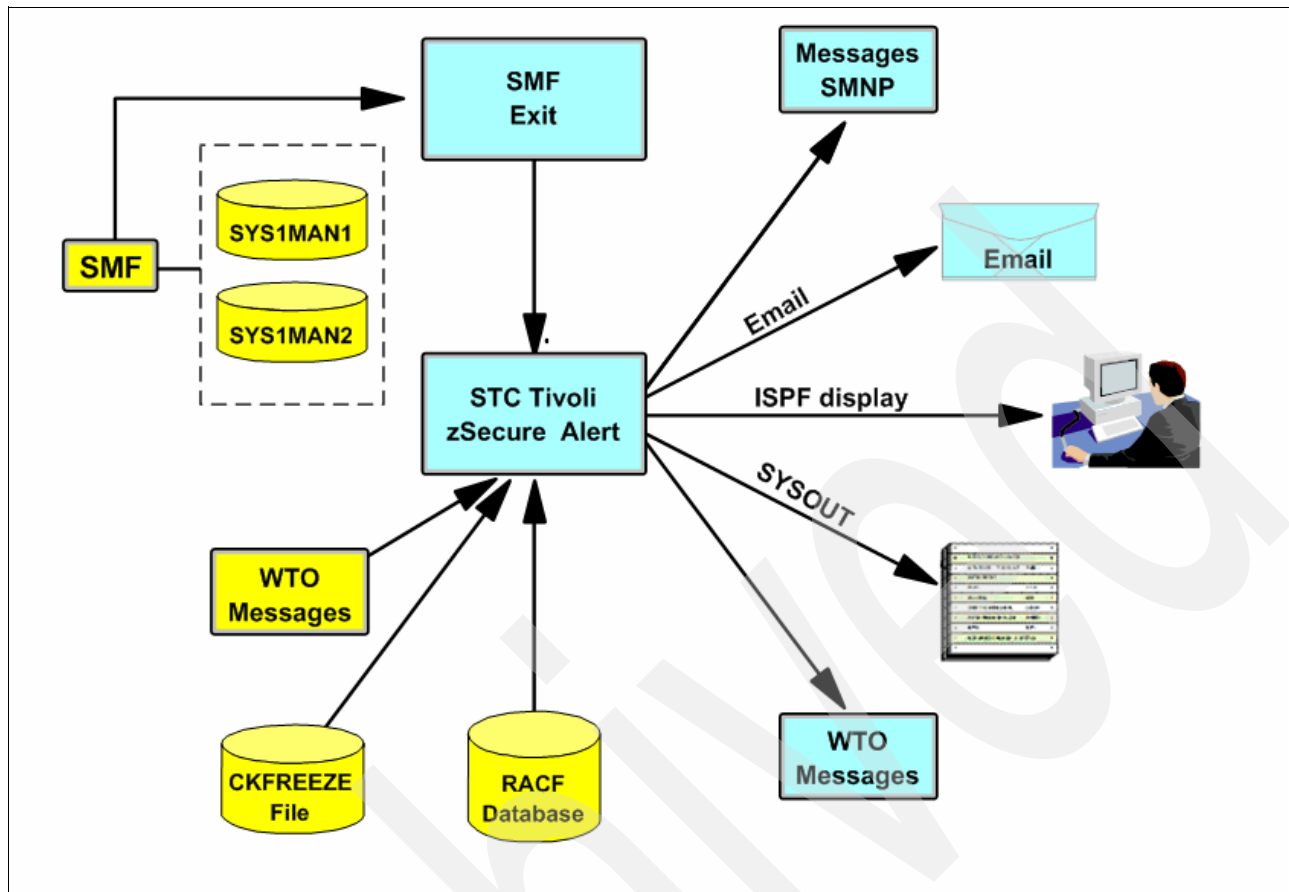 SMF
Exit
Messages
SMNP
SYS1MAN1
SMF
SYS1MAN2
Email
Email
STC Tivoli
zSecure Alert
ISPF display
SYSOUT
WTO
Messages
CKFREEZE
File
RACF
Database
WTO
Messages